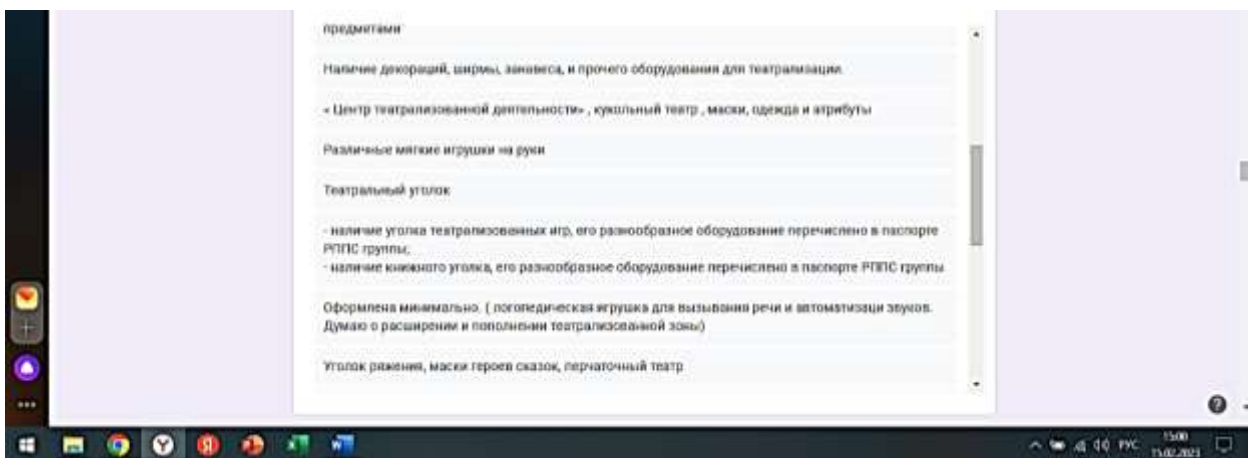 предметами
Наличие декораций, ширмы, занавеса, и прочего оборудования для театрализации.
« Центр театрализованной деятельности» , кукольный театр , маски, одежда и атрибуты
Различные мягкие игрушки на руки
Театральный уголок
- наличие уголка театрализованных игр, его разнообразное оборудование перечислено в паспорте
РППС группы;
- наличие книжного уголка, его разнообразное оборудование перечислено в паспорте РППС группы
Оформлена минимально. ( логопедическая игрушка для вызывания речи и автоматизаци звуков.
Думаю о расширении и пополнении театрализованной зоны)
Уголок ряжения, маски героев сказок, перчаточный театр
РУС
15:00
15.02.2023